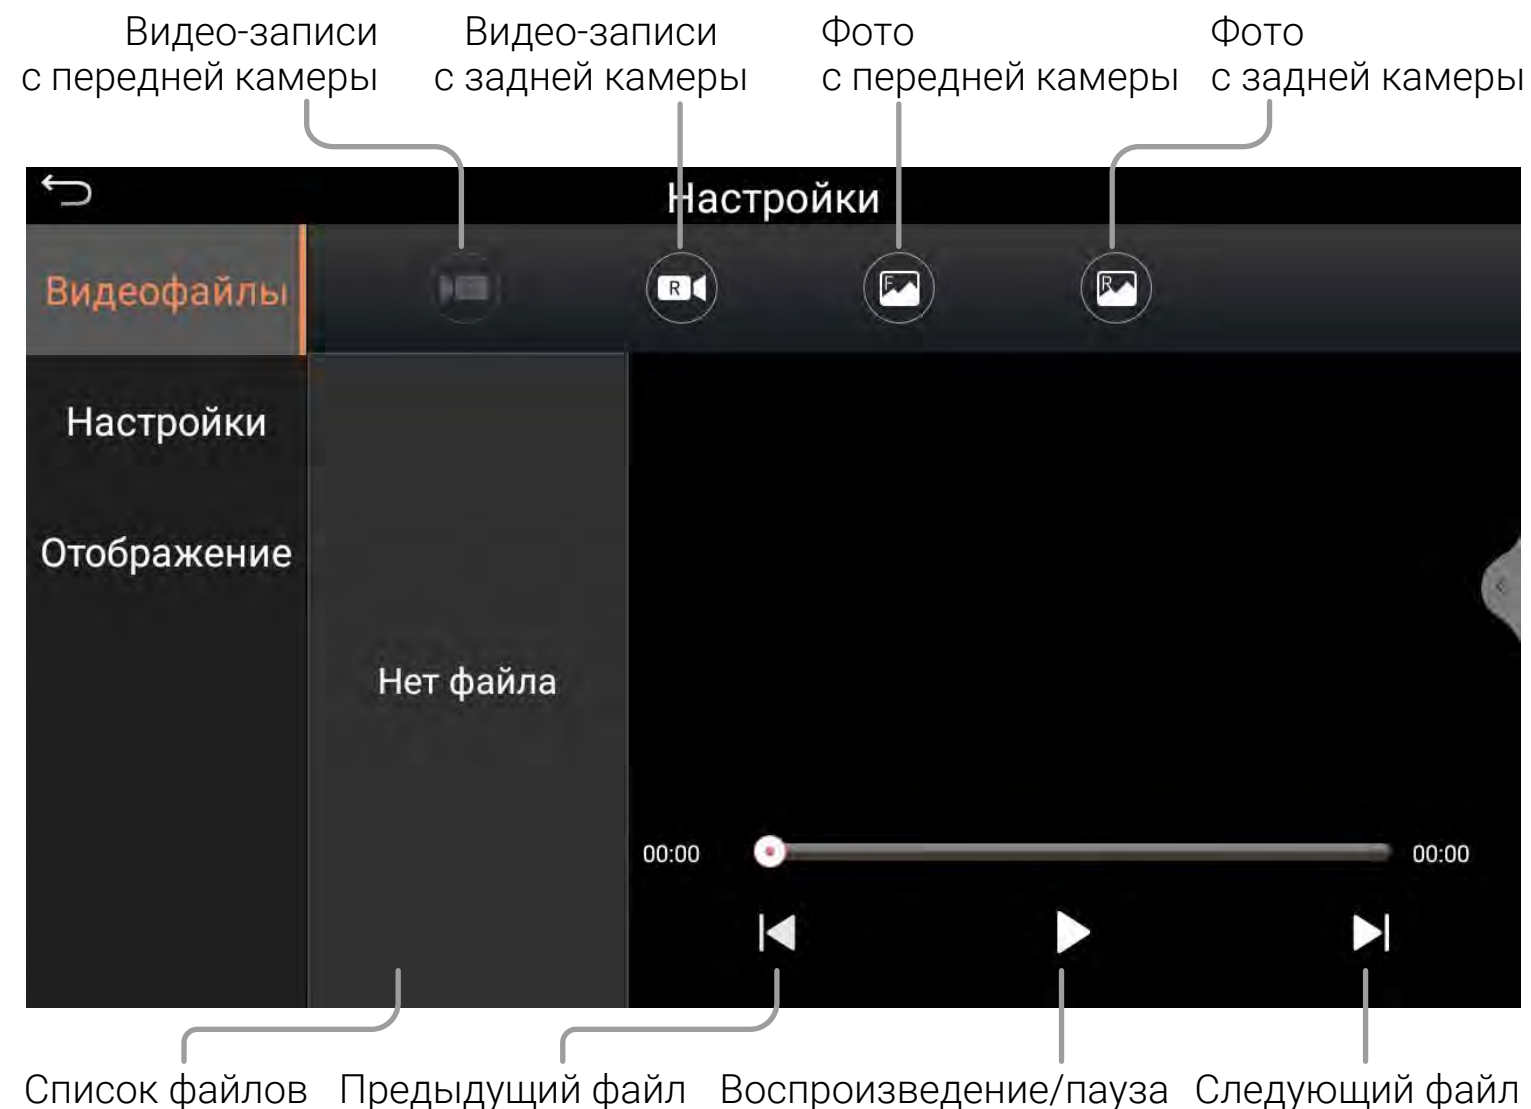 Видео-записи
с передней камеры
Видео-записи
с задней камеры
Фото
с передней камеры
Фото
с задней камеры
Настройки
Видеофайлы
R
F
R
Настройки
Отображение
Нет файла
00:00
00:00
Список файлов
Предыдущий файл
Воспроизведение/пауза
Следующий файл